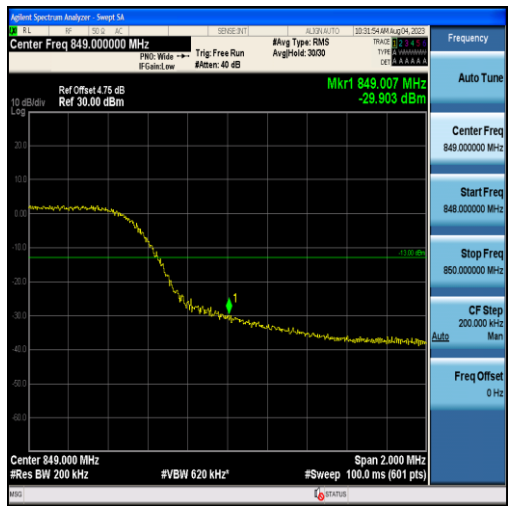 Agilent Spectrum Analyzer - Swept SA
RL RF 50 Ω AC SENSE:INT ALIGN AUTO 10:31:54 AM Aug 04, 2023
Center Freq 849.000000 MHz
PNO: Wide
IFGain:Low
Trig: Free Run
#Atten: 40 dB
#Avg Type: RMS
Avg|Hold: 30/30
TRACE 1 2 3 4 5 6
TYPE A
DET A A A A A A
Ref Offset 4.75 dB
Ref 30.00 dBm
10 dB/div
Log
Mkr1 849.007 MHz
-29.903 dBm
20.0
10.0
0.00
-10.0
-13.00 dBm
-20.0
-30.0
1
-40.0
-50.0
-60.0
Center 849.000 MHz
Span 2.000 MHz
#Res BW 200 kHz
#VBW 620 kHz*
#Sweep 100.0 ms (601 pts)
MSG
STATUS
Frequency
Auto Tune
Center Freq
849.000000 MHz
Start Freq
848.000000 MHz
Stop Freq
850.000000 MHz
CF Step
200.000 kHz
Auto Man
Freq Offset
0 Hz